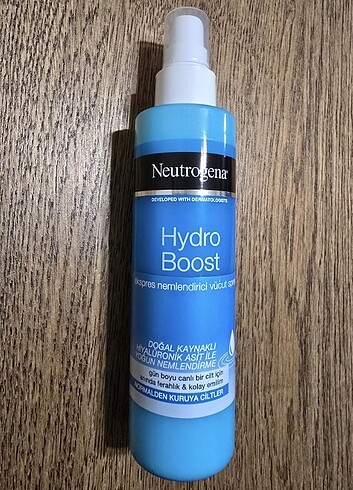 Neutrogena®
DEVELOPED WITH DERMATOLOGISTS
Hydro
Boost
ekspres nemlendirici vücut sprey
DOĞAL KAYNAKLI
HİYALÜRONİK ASİT İLE
YOĞUN NEMLENDİRME
gün boyu canlı bir cilt için
anında ferahlık & kolay emilim
NORMALDEN KURUYA CİLTLER